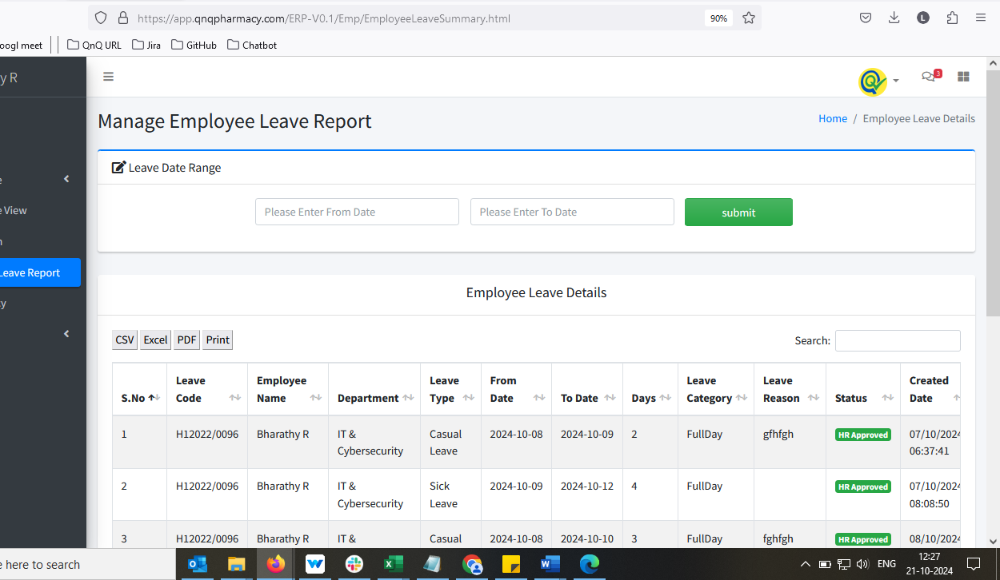 https://app.qnqpharmacy.com/ERP-V0.1/Emp/EmployeeLeaveSummary.html
90%
L
oogl meet
QnQ URL
Jira
GitHub
Chatbot
y R
3
Manage Employee Leave Report
Home / Employee Leave Details
Leave Date Range
e
Please Enter From Date
Please Enter To Date
submit
e View
n
Leave Report
y
Employee Leave Details
CSV Excel PDF Print
Search:
S.No Leave Code Employee Name Department Leave Type From Date To Date Days Leave Category Leave Reason Status Created Date
1 H12022/0096 Bharathy R IT & Cybersecurity Casual Leave 2024-10-08 2024-10-09 2 FullDay gfhfgh HR Approved 07/10/2024 06:37:41
2 H12022/0096 Bharathy R IT & Cybersecurity Sick Leave 2024-10-09 2024-10-12 4 FullDay HR Approved 07/10/2024 08:08:50
3 H12022/0096 Bharathy R IT & Casual 2024-10-08 2024-10-10 3 FullDay fghfgh HR Approved 08/10/2024
e here to search
ENG
12:27
21-10-2024